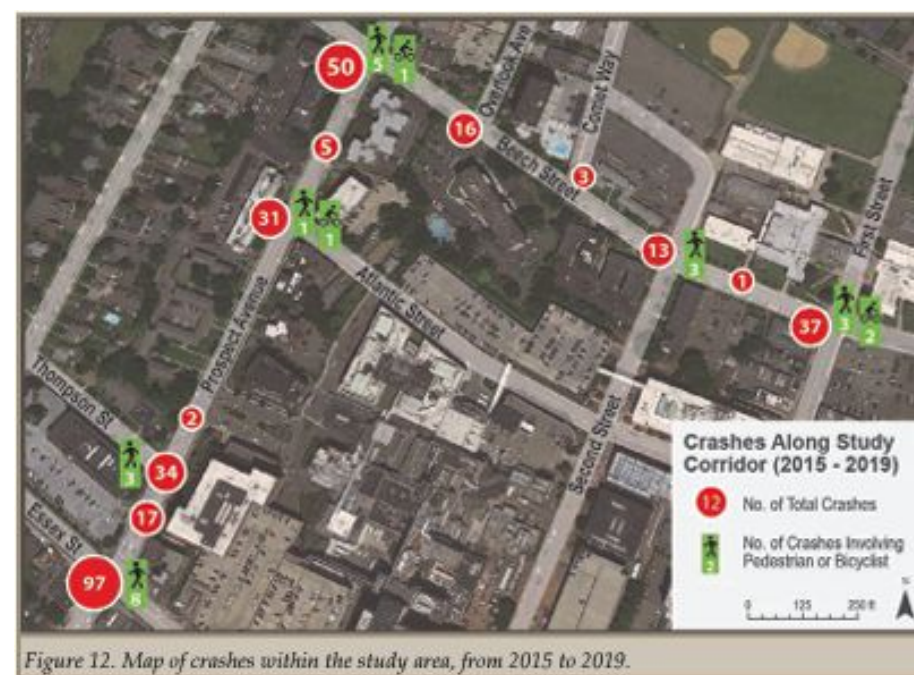 50
5
1
Overlook Ave
Comet Way
16
5
Beech Street
3
31
1
1
First Street
13
3
1
Atlantic Street
37
3
2
Prospect Avenue
Thompson St
2
Second Street
3
34
17
Essex St
97
8
Crashes Along Study
Corridor (2015 - 2019)
12 No. of Total Crashes
2 No. of Crashes Involving
Pedestrian or Bicyclist
N
0 125 250 ft
Figure 12. Map of crashes within the study area, from 2015 to 2019.